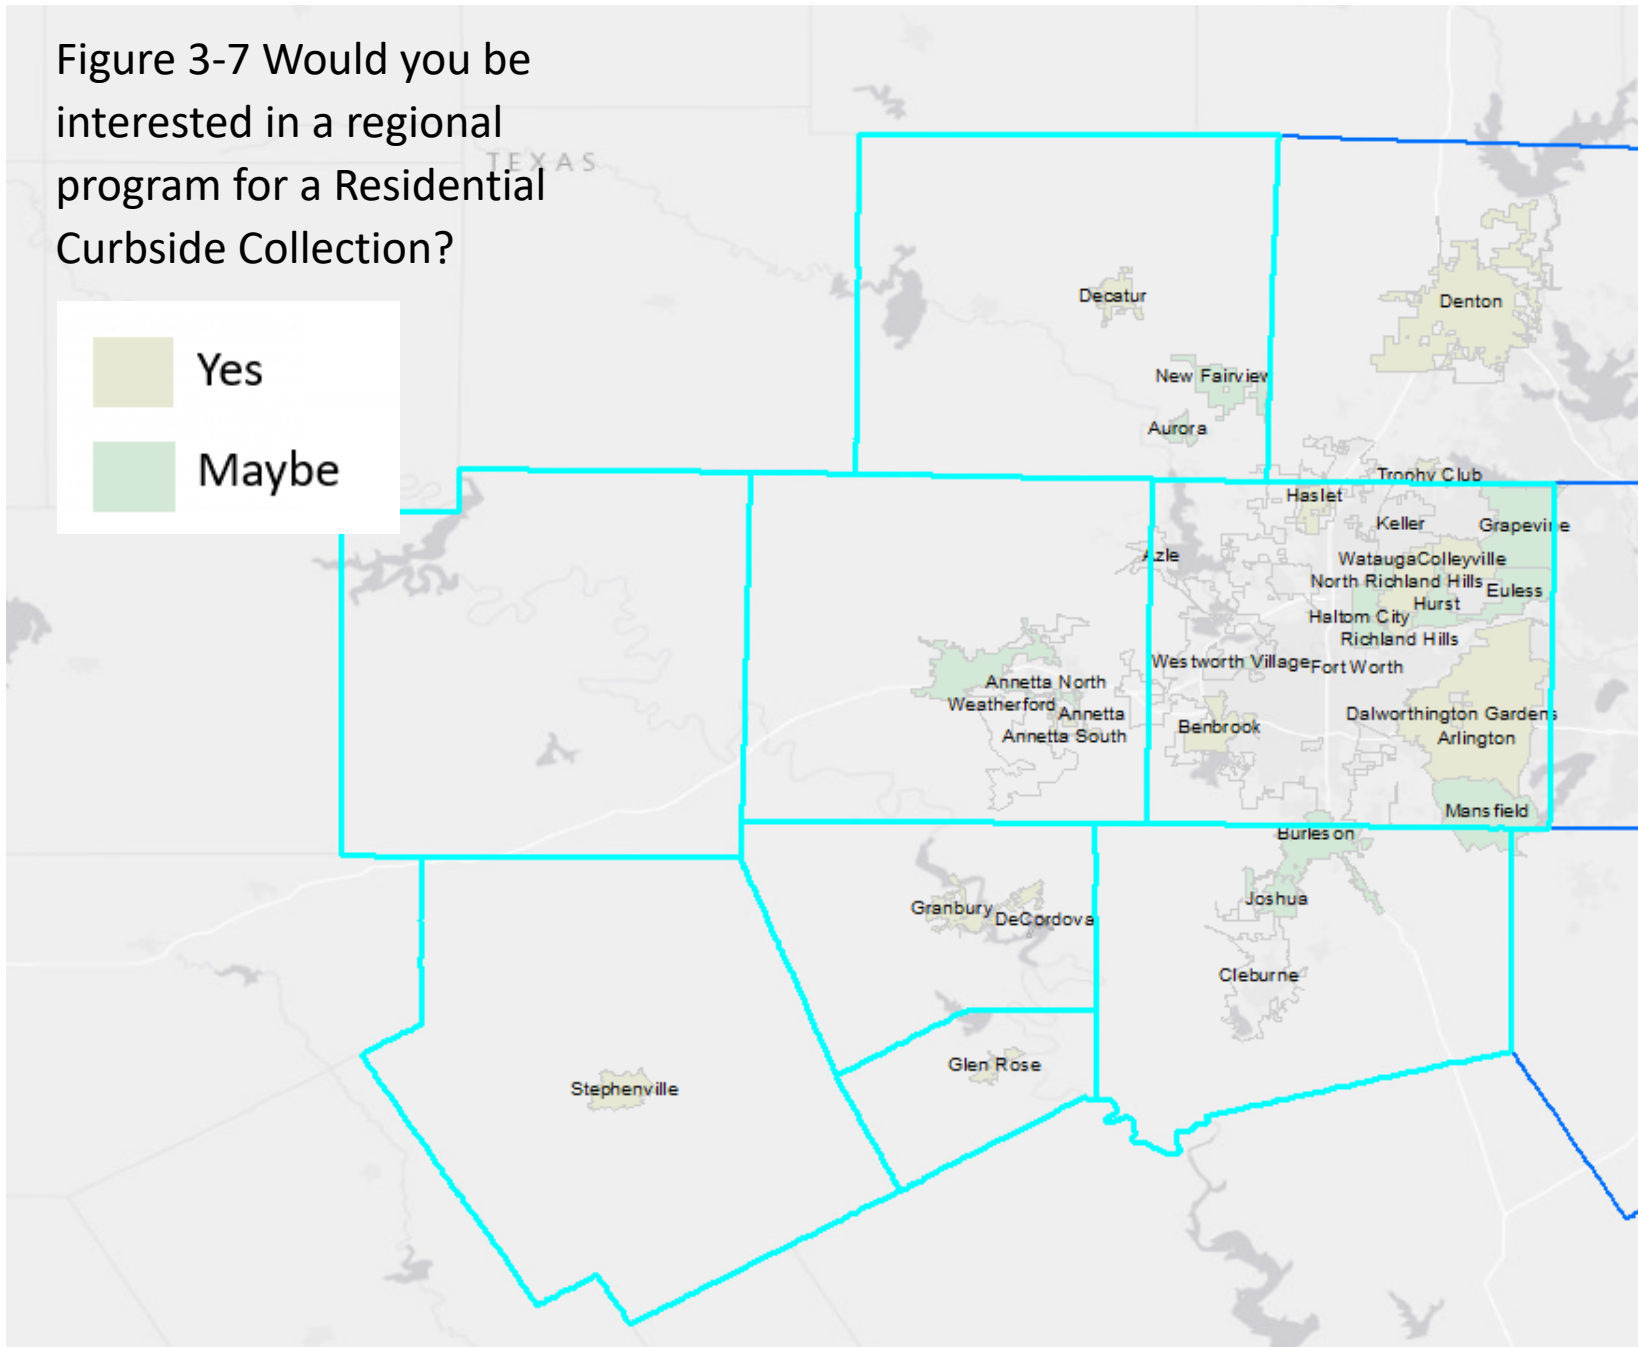 Figure 3-7 Would you be
interested in a regional
program for a Residential
Curbside Collection?
TEXAS
Yes
Maybe
Decatur
Denton
New Fairview
Aurora
Trophy Club
Haslet
Keller
Grapevine
Azle
Watauga
Colleyville
North Richland Hills
Euless
Hurst
Haltom City
Richland Hills
Westworth Village
Fort Worth
Annetta North
Weatherford
Annetta
Annetta South
Benbrook
Dalworthington Gardens
Arlington
Mansfield
Burleson
Joshua
Granbury
DeCordova
Cleburne
Glen Rose
Stephenville